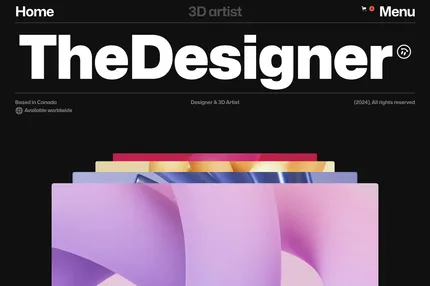 Home 3D artist Menu
TheDesigner
Based in Canada Designer & 3D Artist (2024), All rights reserved
Available worldwide